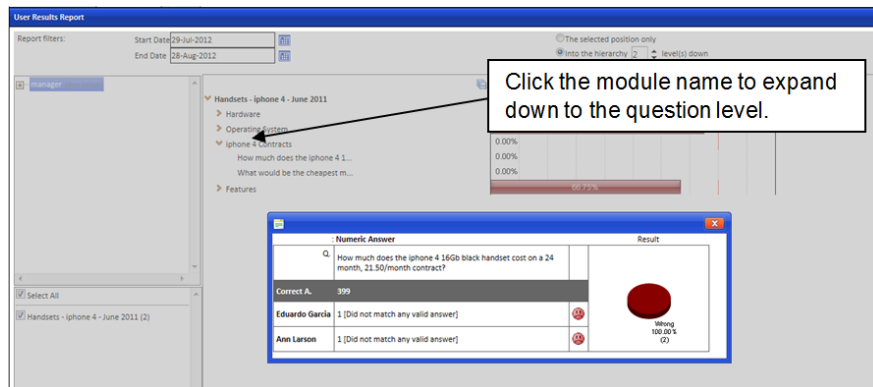 User Results Report
Report filters:
Start Date 29-Jul-2012
End Date 28-Aug-2012
The selected position only
Into the hierarchy 2 level(s) down
manager
Click the module name to expand
down to the question level.
Handsets - iphone 4 - June 2011
Hardware
Operating System
Iphone 4 Contracts
0.00%
How much does the iphone 4 1...
0.00%
What would be the cheapest m...
0.00%
Features
66.75%
: Numeric Answer
Result
Q. How much does the iphone 4 16Gb black handset cost on a 24
month, 21.50/month contract?
Correct A. 399
Eduardo Garcia 1 [Did not match any valid answer]
Ann Larson 1 [Did not match any valid answer]
Wrong
100.00 %
(2)
Select All
Handsets - iphone 4 - June 2011 (2)